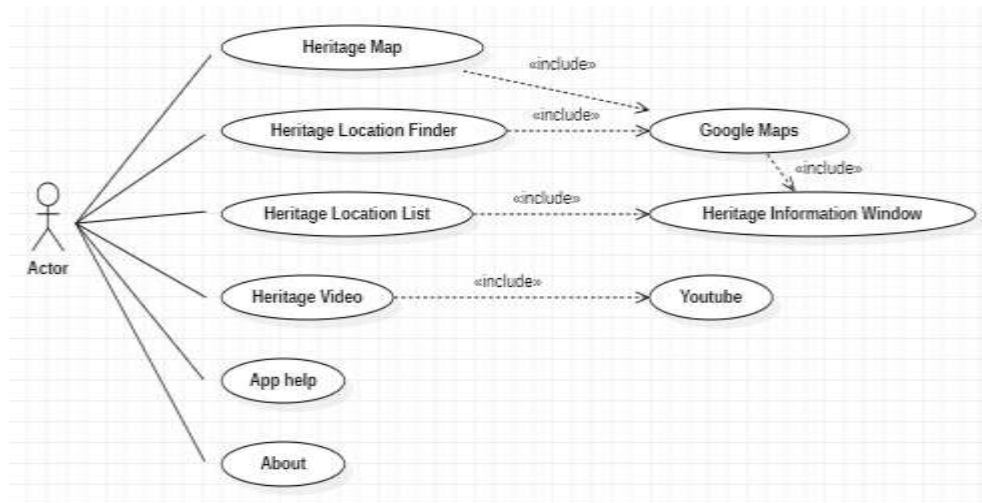 Heritage Map
«include»
«include»
Heritage Location Finder
Google Maps
«include»
«include»
Heritage Location List
Heritage Information Window
Actor
«include»
Heritage Video
Youtube
App help
About